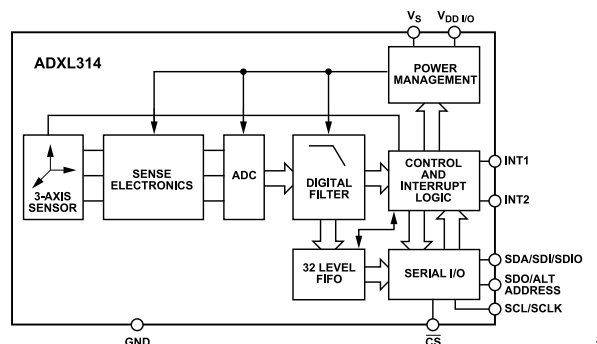 VS
VDD I/O
ADXL314
POWER
MANAGEMENT
3-AXIS
SENSOR
SENSE
ELECTRONICS
ADC
DIGITAL
FILTER
CONTROL
AND
INTERRUPT
LOGIC
INT1
INT2
32 LEVEL
FIFO
SERIAL I/O
SDA/SDI/SDIO
SDO/ALT
ADDRESS
SCL/SCLK
GND
CS